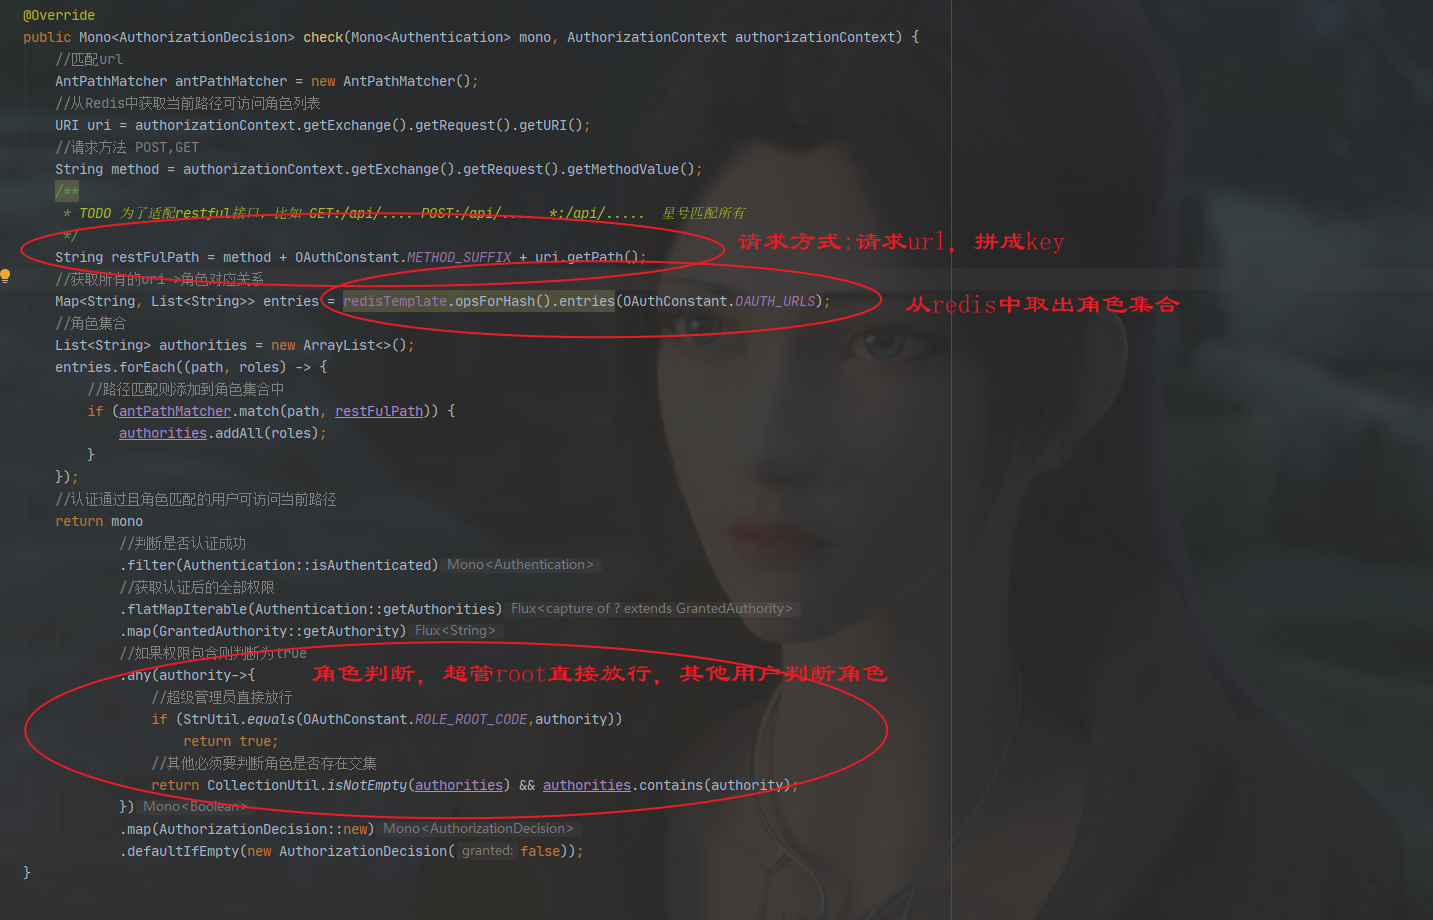 @Override
public Mono<AuthorizationDecision> check(Mono<Authentication> mono, AuthorizationContext authorizationContext) {
//匹配url
AntPathMatcher antPathMatcher = new AntPathMatcher();
//从Redis中获取当前路径可访问角色列表
URI uri = authorizationContext.getExchange().getRequest().getURI();
//请求方法 POST,GET
String method = authorizationContext.getExchange().getRequest().getMethodValue();
/**
* TODO 为了适配restful接口，比如 GET:/api/.... POST:/api/.... *:/api/..... 星号匹配所有
*/
请求方式:请求url，拼成key
String restFulPath = method + OAuthConstant.METHOD_SUFFIX + uri.getPath();
//获取所有的uri->角色对应关系
Map<String, List<String>> entries = redisTemplate.opsForHash().entries(OAuthConstant.OAUTH_URLS);
从redis中取出角色集合
//角色集合
List<String> authorities = new ArrayList<>();
entries.forEach((path, roles) -> {
//路径匹配则添加到角色集合中
if (antPathMatcher.match(path, restFulPath)) {
authorities.addAll(roles);
}
});
//认证通过且角色匹配的用户可访问当前路径
return mono
//判断是否认证成功
.filter(Authentication::isAuthenticated) Mono<Authentication>
//获取认证后的全部权限
.flatMapIterable(Authentication::getAuthorities) Flux<capture of ? extends GrantedAuthority>
.map(GrantedAuthority::getAuthority) Flux<String>
//如果权限包含则判断为true
.any(authority->{
角色判断，超管root直接放行，其他用户判断角色
//超级管理员直接放行
if (StrUtil.equals(OAuthConstant.ROLE_ROOT_CODE,authority))
return true;
//其他必须要判断角色是否存在交集
return CollectionUtil.isNotEmpty(authorities) && authorities.contains(authority);
}) Mono<Boolean>
.map(AuthorizationDecision::new) Mono<AuthorizationDecision>
.defaultIfEmpty(new AuthorizationDecision( granted: false));
}